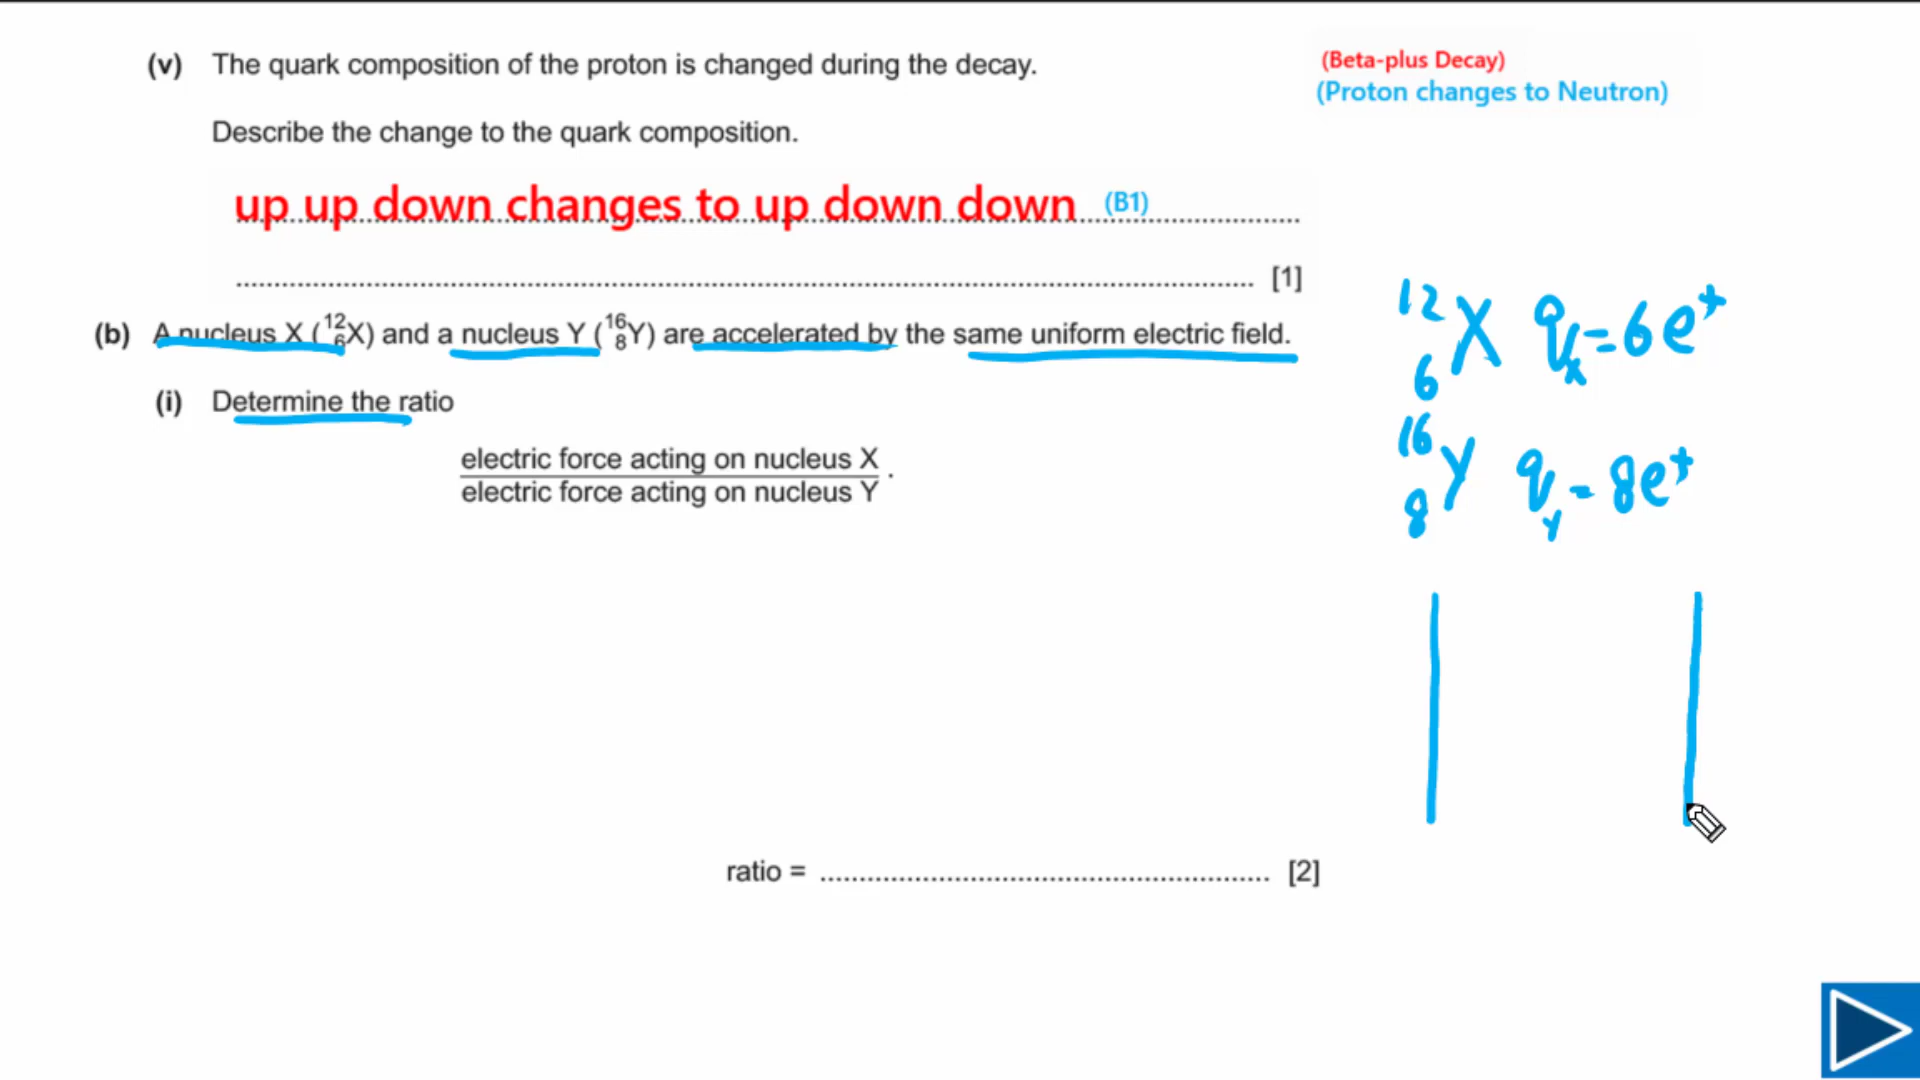 (v) The quark composition of the proton is changed during the decay.
(Beta-plus Decay)
(Proton changes to Neutron)
Describe the change to the quark composition.
up up down changes to up down down (B1)
[1]
(b) A nucleus X (¹²₆X) and a nucleus Y (¹⁶₈Y) are accelerated by the same uniform electric field.
¹²₆X qₓ=6e⁺
(i) Determine the ratio
electric force acting on nucleus X
electric force acting on nucleus Y .
¹⁶₈Y qᵧ=8e⁺
ratio = .................................................... [2]